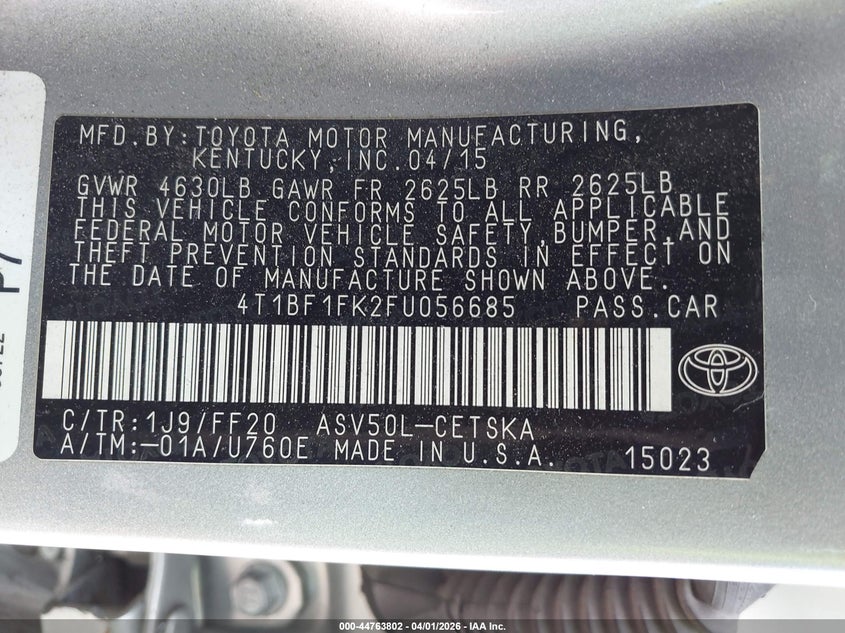 MFD.BY:TOYOTA MOTOR MANUFACTURING,
KENTUCKY,INC.04/15
GVWR 4630LB GAWR FR 2625LB RR 2625LB
THIS VEHICLE CONFORMS TO ALL APPLICABLE
FEDERAL MOTOR VEHICLE SAFETY,BUMPER,AND
THEFT PREVENTION STANDARDS IN EFFECT ON
THE DATE OF MANUFACTURE SHOWN ABOVE.
4T1BF1FK2FU056685 PASS.CAR
C/TR:1J9/FF20 ASV50L-CETSKA
A/TM:-01A/U760E MADE IN U.S.A. 15023
P7
000-44763802 - 04/01/2026 - IAA Inc.